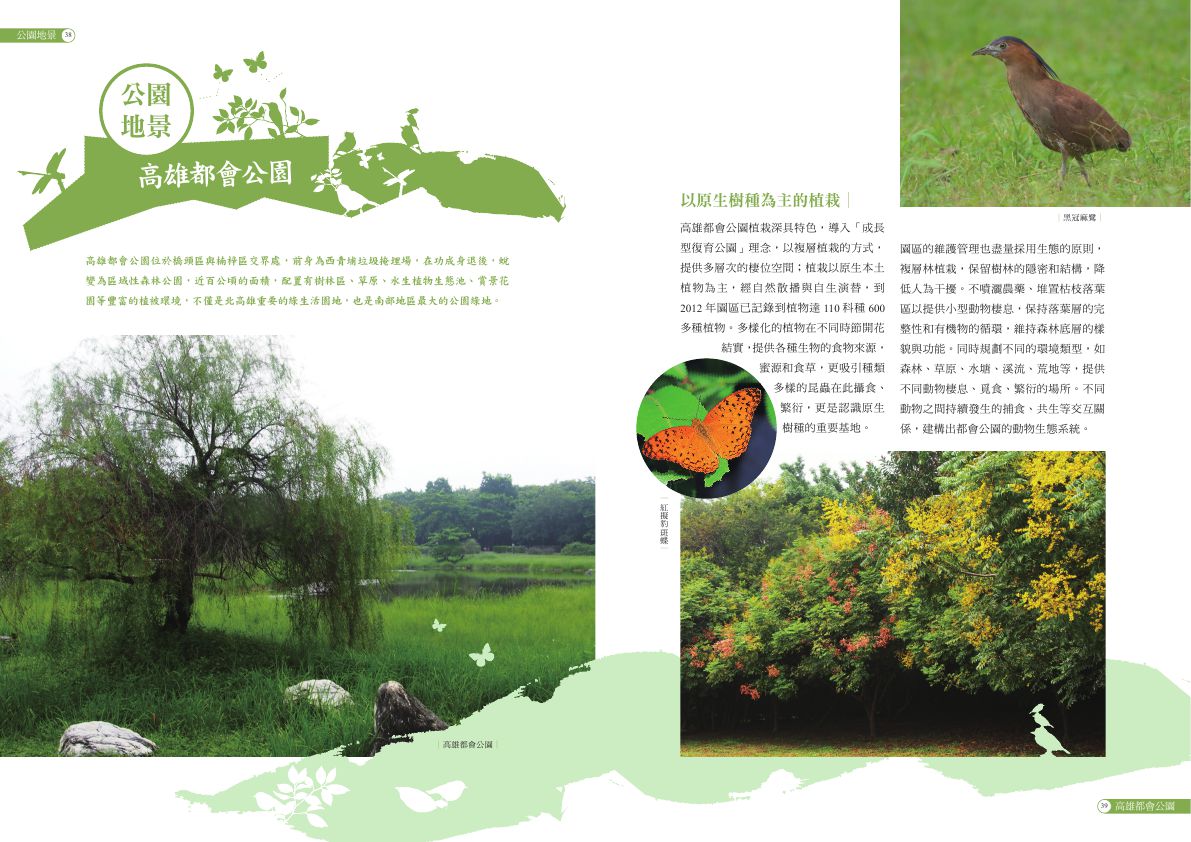 公園地景 38
公園
地景
高雄都會公園
高雄都會公園位於橋頭區與楠梓區交界處，前身為西青埔垃圾掩埋場，在功成身退後，蛻
變為區域性森林公園，近百公頃的面積，配置有樹林區、草原、水生植物生態池、賞景花
園等豐富的植被環境，不僅是北高雄重要的綠生活園地，也是南部地區最大的公園綠地。
高雄都會公園
以原生樹種為主的植栽
高雄都會公園植栽深具特色，導入「成長
型復育公園」理念，以複層植栽的方式，
提供多層次的棲位空間；植栽以原生本土
植物為主，經自然散播與自生演替，到
2012 年園區已記錄到植物達 110 科種 600
多種植物。多樣化的植物在不同時節開花
結實，提供各種生物的食物來源，
蜜源和食草，更吸引種類
多樣的昆蟲在此攝食、
繁衍，更是認識原生
樹種的重要基地。
紅擬豹斑蝶
黑冠麻鷺
園區的維護管理也盡量採用生態的原則，
複層林植栽，保留樹林的隱密和結構，降
低人為干擾。不噴灑農藥、堆置枯枝落葉
區以提供小型動物棲息，保持落葉層的完
整性和有機物的循環，維持森林底層的樣
貌與功能。同時規劃不同的環境類型，如
森林、草原、水塘、溪流、荒地等，提供
不同動物棲息、覓食、繁衍的場所。不同
動物之間持續發生的捕食、共生等交互關
係，建構出都會公園的動物生態系統。
39 高雄都會公園